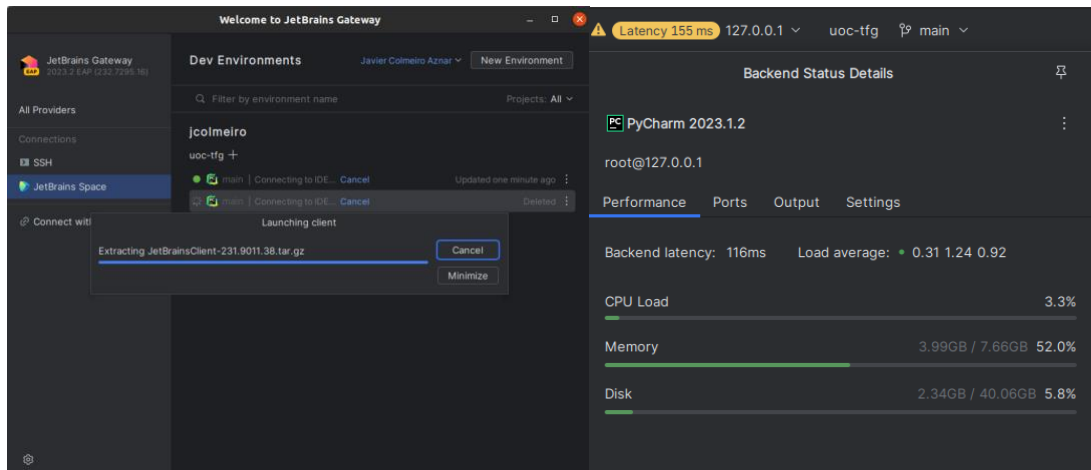 Welcome to JetBrains Gateway
JetBrains Gateway
EAP
2023.2 EAP (232.7295.16)
All Providers
Connections
SSH
JetBrains Space
Connect with
Dev Environments
Javier Colmeiro Aznar
New Environment
Filter by environment name
Projects: All
jcolmeiro
uoc-tfg
main | Connecting to IDE... Cancel Updated one minute ago
main | Connecting to IDE... Cancel Deleted
Launching client
Extracting JetBrainsClient-231.9011.38.tar.gz
Cancel
Minimize
Latency 155 ms 127.0.0.1 uoc-tfg main
Backend Status Details
PC PyCharm 2023.1.2
root@127.0.0.1
Performance Ports Output Settings
Backend latency: 116ms Load average: 0.31 1.24 0.92
CPU Load 3.3%
Memory 3.99GB / 7.66GB 52.0%
Disk 2.34GB / 40.06GB 5.8%